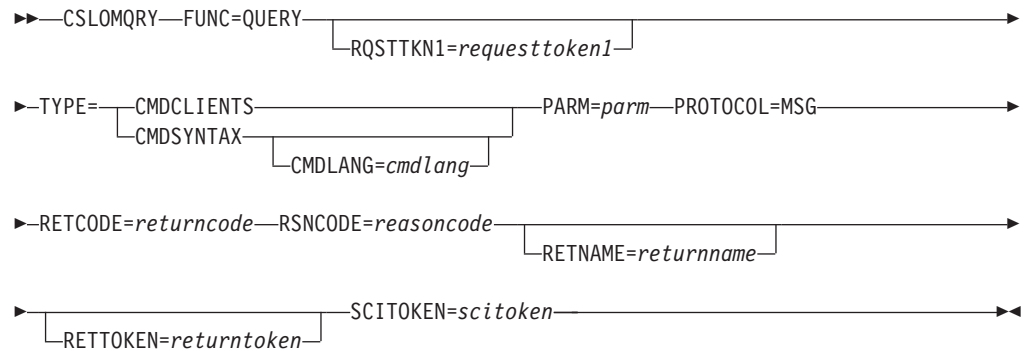 CSLOMQRY FUNC=QUERY
RQSTTKN1=requesttoken1
TYPE= CMDCLIENTS PARM=parm PROTOCOL=MSG
CMDSYNTAX
CMDLANG=cmdlang
RETCODE=returncode RSNCODE=reasoncode
RETNAME=returnname
SCITOKEN=scitoken
RETTOKEN=returntoken